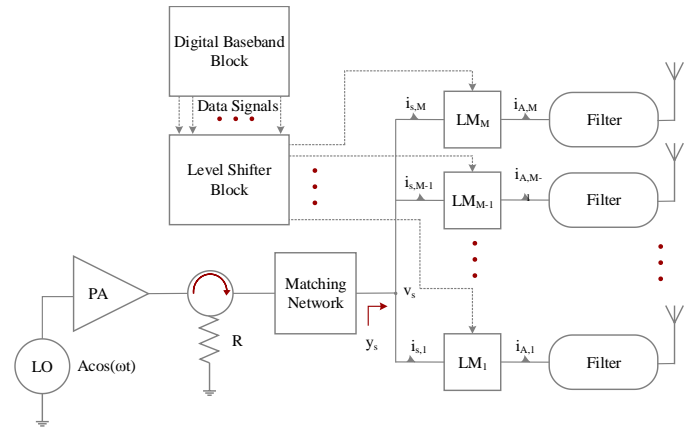 Digital Baseband
Block
Data Signals
Level Shifter
Block
i_s,M
LM_M
i_A,M
Filter
i_s,M-1
LM_M-1
i_A,M-1
Filter
PA
Matching
Network
v_s
y_s
R
LO
Acos(ωt)
i_s,1
LM_1
i_A,1
Filter